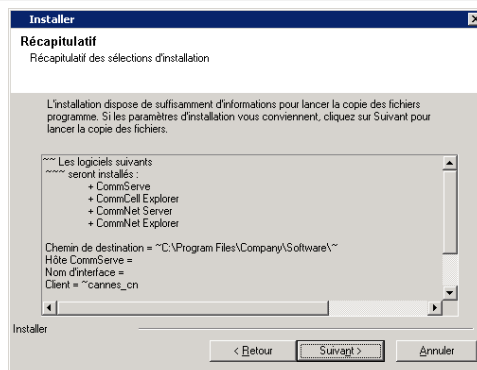 Installer
Récapitulatif
Récapitulatif des sélections d'installation
L'installation dispose de suffisamment d'informations pour lancer la copie des fichiers
programme. Si les paramètres d'installation vous conviennent, cliquez sur Suivant pour
lancer la copie des fichiers.
~~ Les logiciels suivants
~~~ seront installés :
+ CommServe
+ CommCell Explorer
+ CommNet Server
+ CommNet Explorer
Chemin de destination = ~C:\Program Files\Company\Software\~
Hôte CommServe =
Nom d'interface =
Client = ~cannes_cn
Installer
< Retour
Suivant >
Annuler